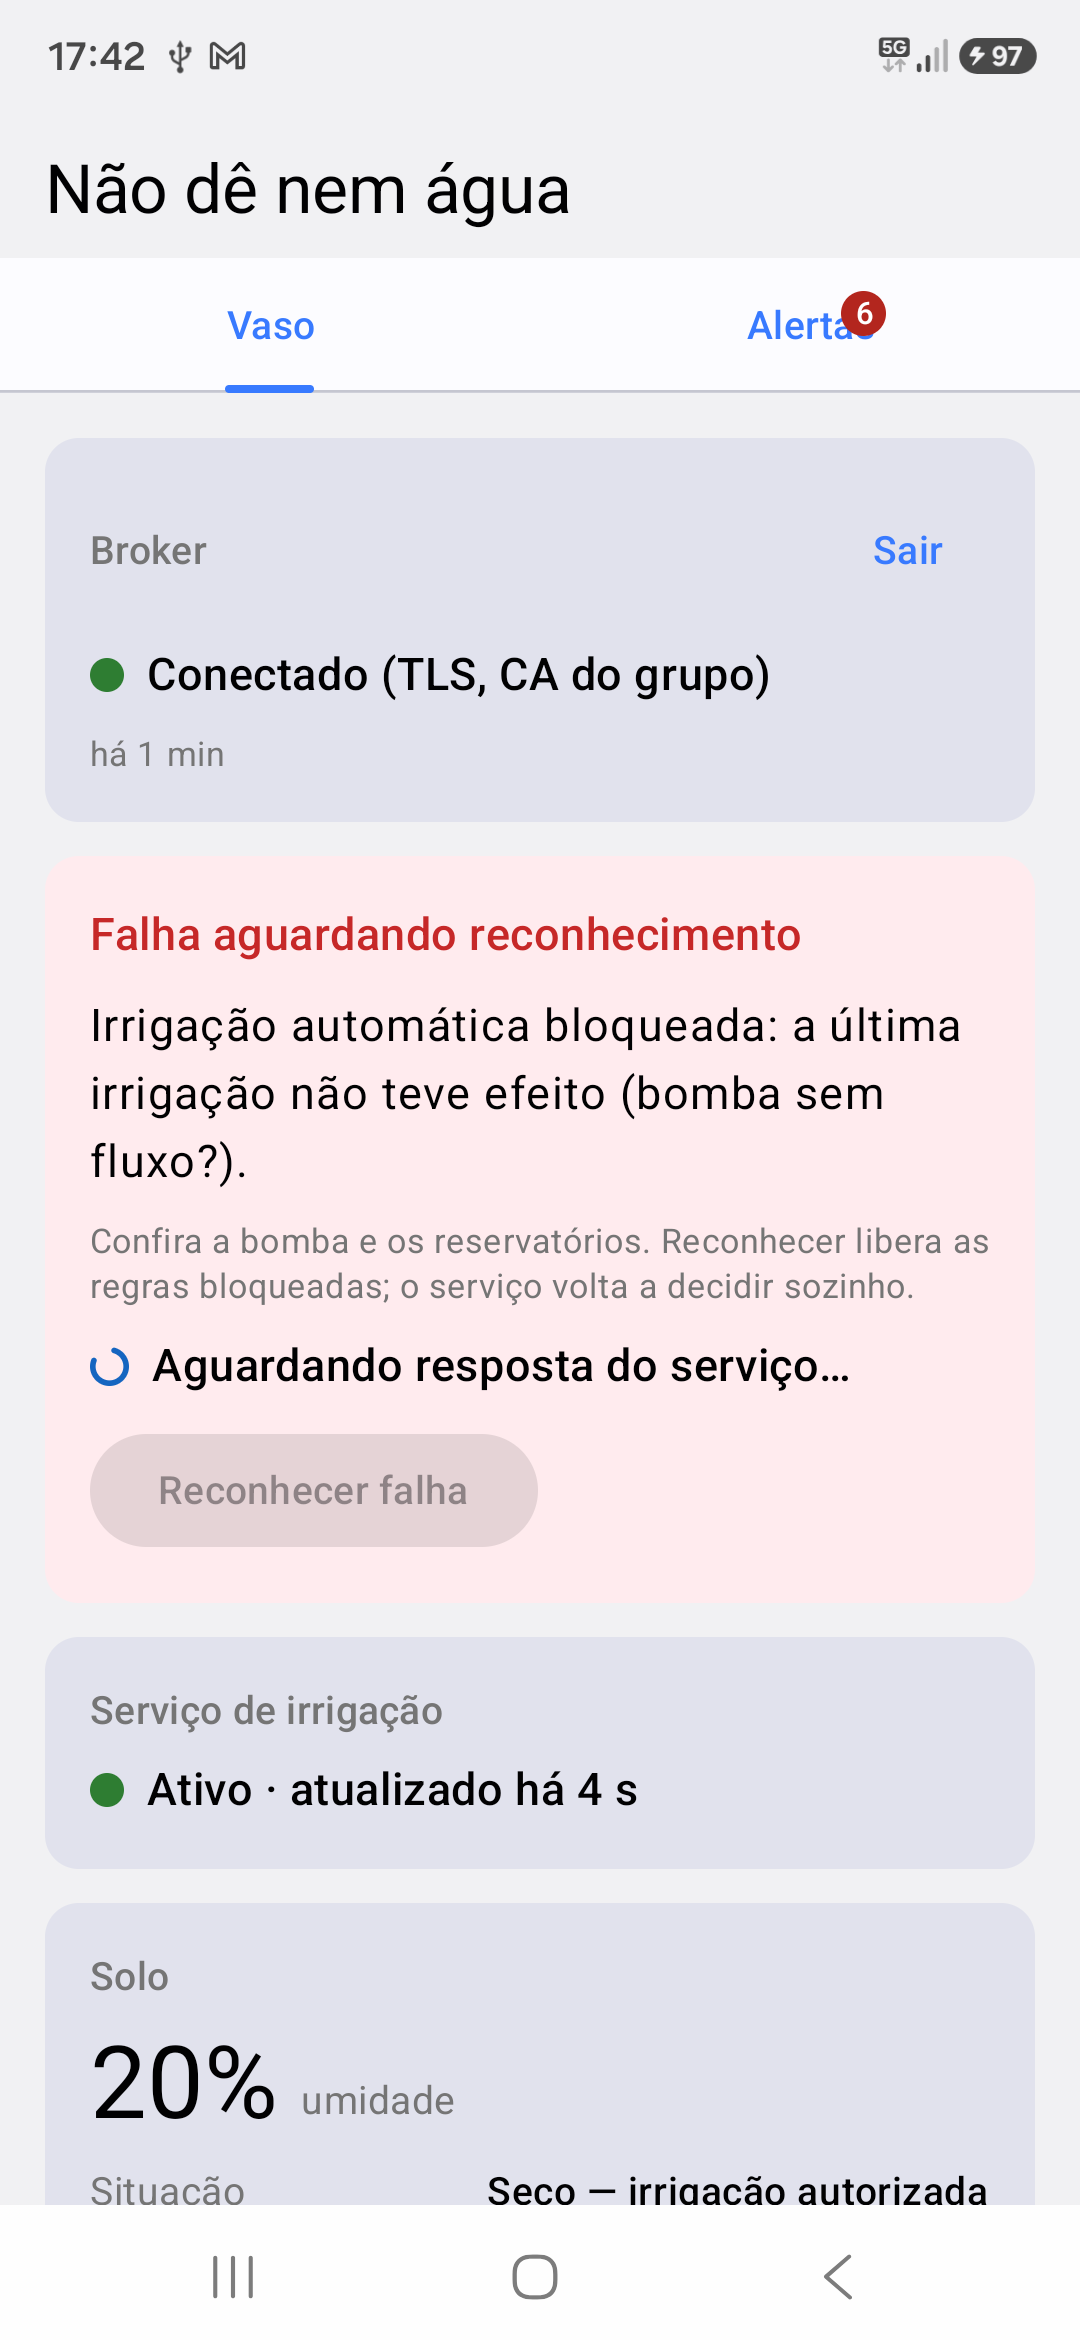 17:42
5G
97
Não dê nem água
Vaso
Alertas
6
Broker
Sair
Conectado (TLS, CA do grupo)
há 1 min
Falha aguardando reconhecimento
Irrigação automática bloqueada: a última
irrigação não teve efeito (bomba sem
fluxo?).
Confira a bomba e os reservatórios. Reconhecer libera as
regras bloqueadas; o serviço volta a decidir sozinho.
Aguardando resposta do serviço…
Reconhecer falha
Serviço de irrigação
Ativo · atualizado há 4 s
Solo
20% umidade
Situação
Seco — irrigação autorizada